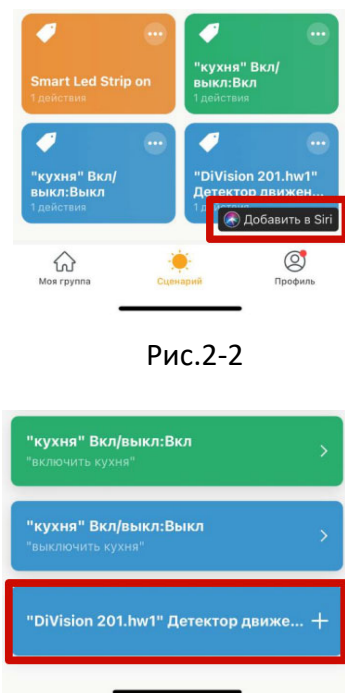 Smart Led Strip on
1 действия
"кухня" Вкл/
выкл:Вкл
1 действия
"кухня" Вкл/
выкл:Выкл
1 действия
"DiVision 201.hw1"
Детектор движен...
Добавить в Siri
Моя группа
Сценарий
Профиль
Рис.2-2
"кухня" Вкл/выкл:Вкл
"включить кухня"
"кухня" Вкл/выкл:Выкл
"выключить кухня"
"DiVision 201.hw1" Детектор движе...